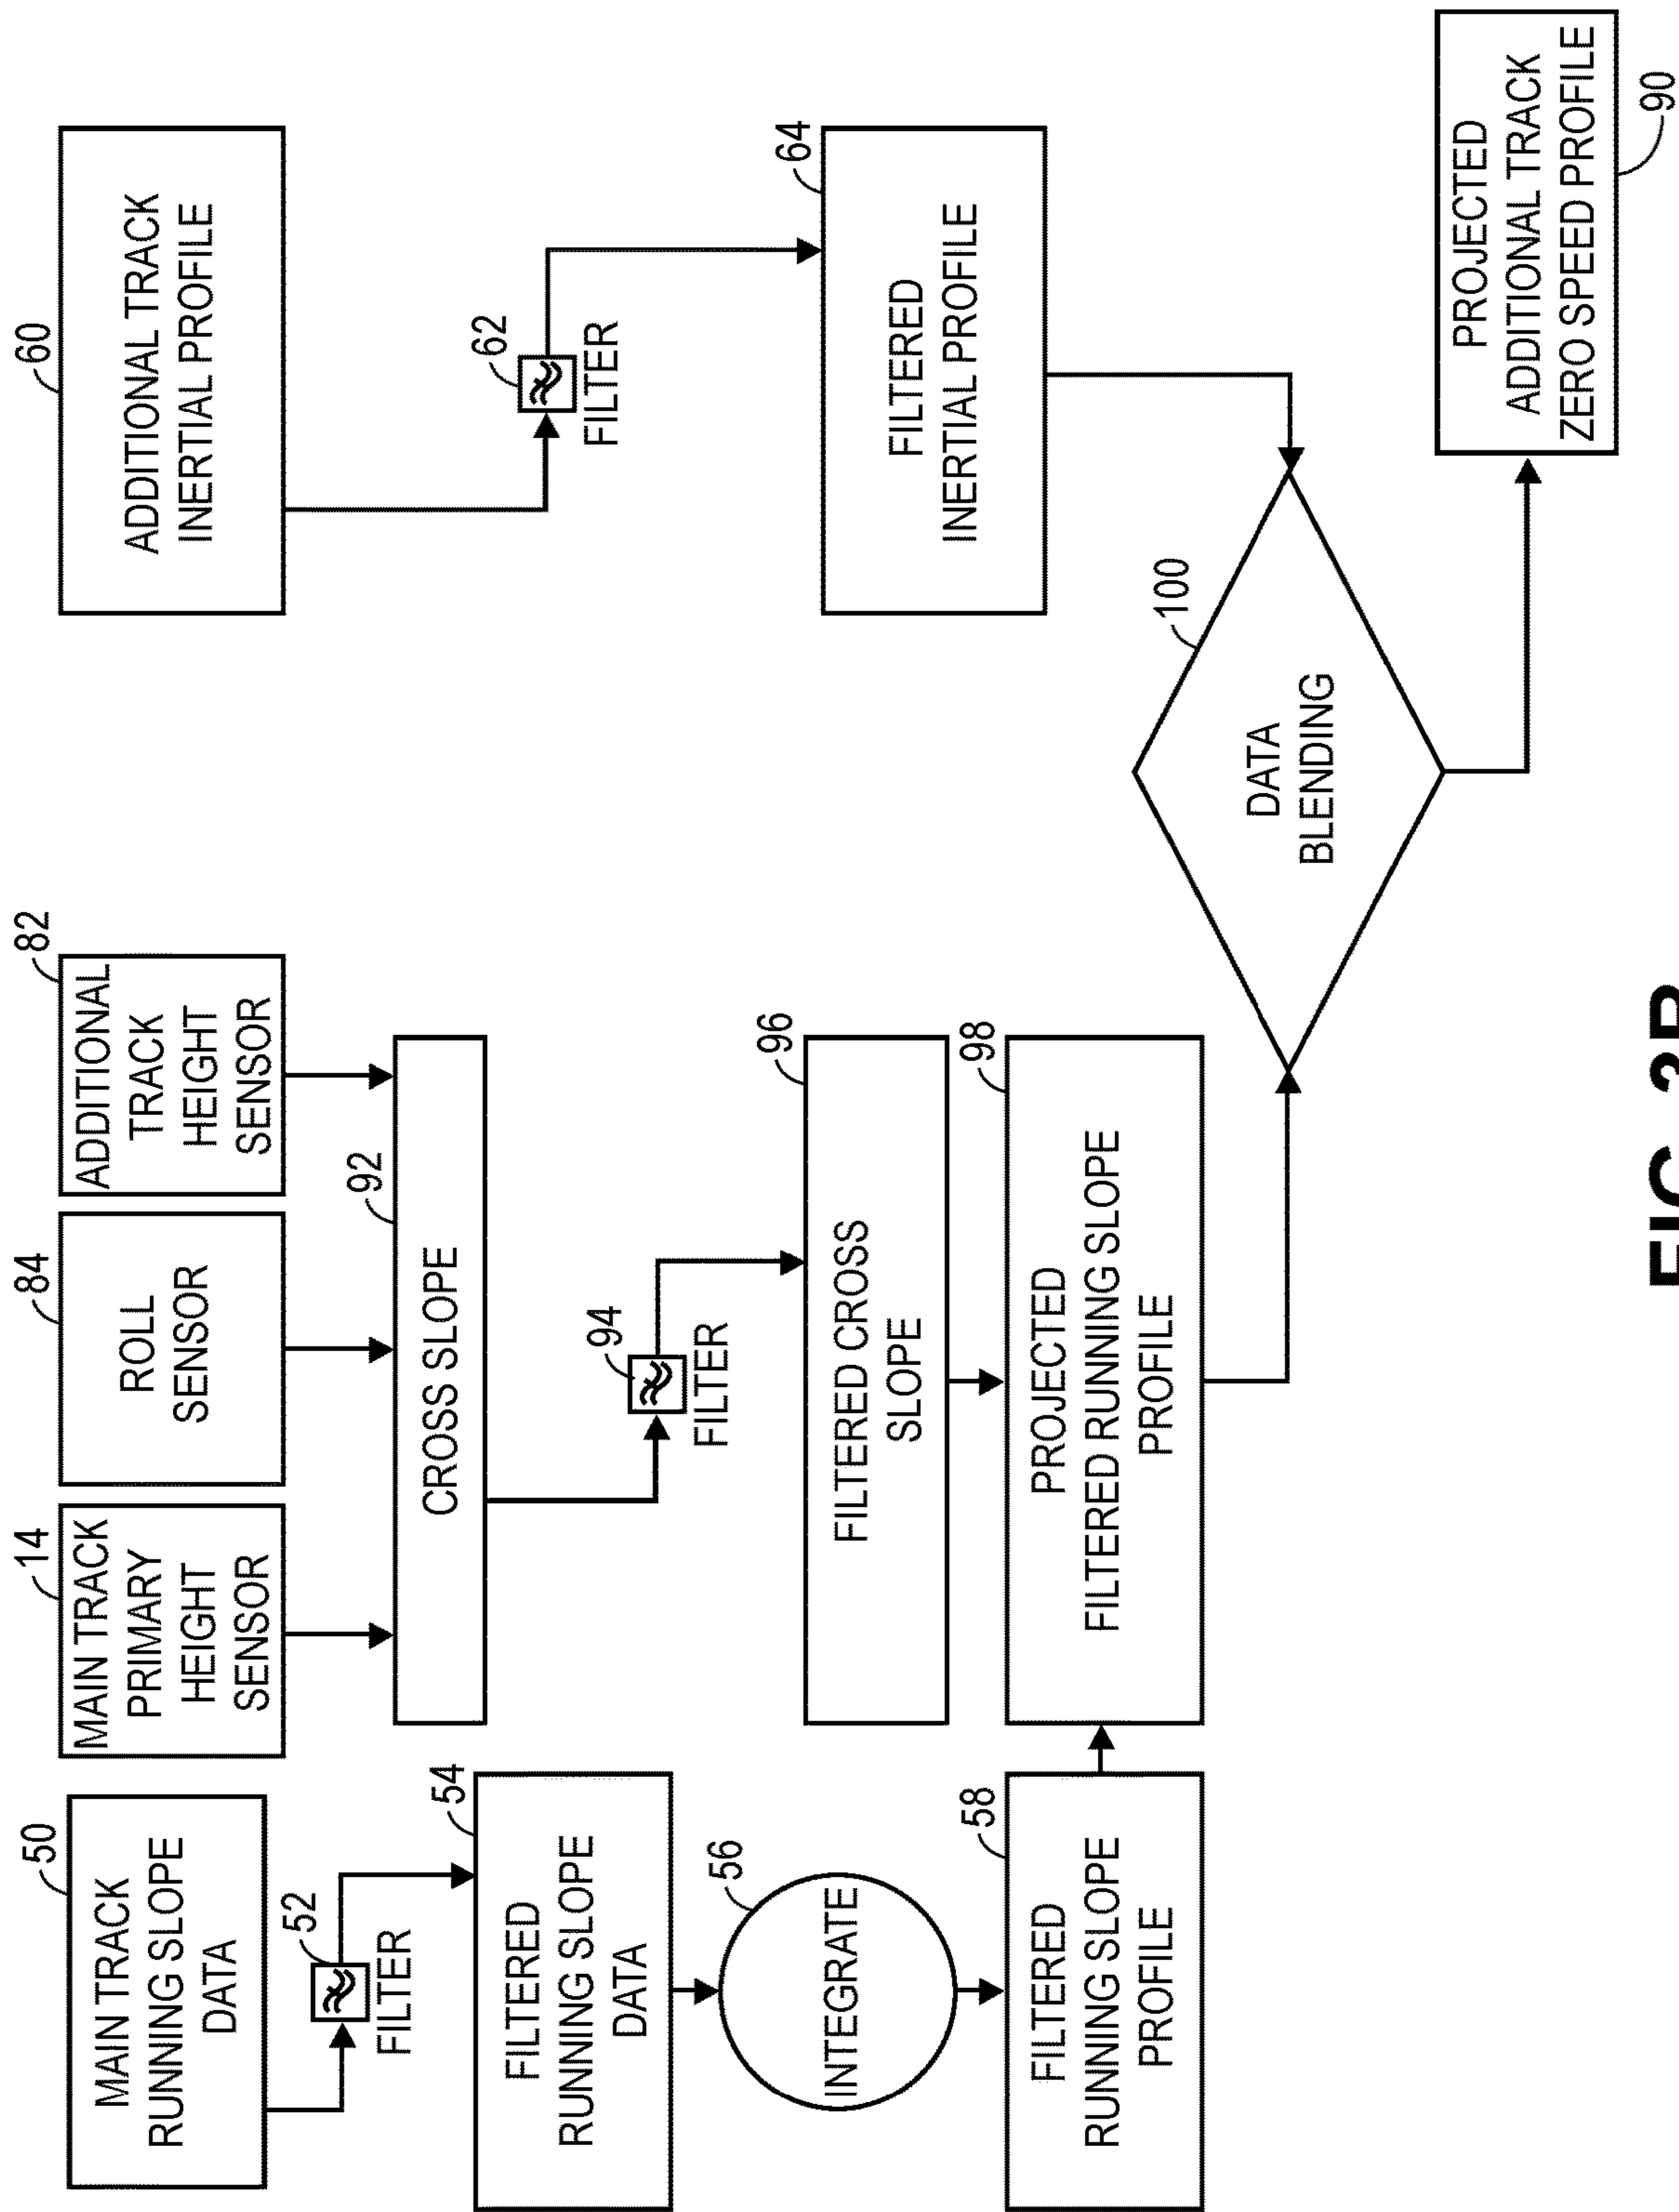 50
MAIN TRACK
RUNNING SLOPE
DATA
14
MAIN TRACK
PRIMARY
HEIGHT
SENSOR
84
ROLL
SENSOR
82
ADDITIONAL
TRACK
HEIGHT
SENSOR
60
ADDITIONAL TRACK
INERTIAL PROFILE
52
FILTER
92
CROSS SLOPE
62
FILTER
54
FILTERED
RUNNING SLOPE
DATA
94
FILTER
56
INTEGRATE
96
FILTERED CROSS
SLOPE
64
FILTERED
INERTIAL PROFILE
58
FILTERED
RUNNING SLOPE
PROFILE
98
PROJECTED
FILTERED RUNNING SLOPE
PROFILE
100
DATA
BLENDING
PROJECTED
ADDITIONAL TRACK
ZERO SPEED PROFILE
90